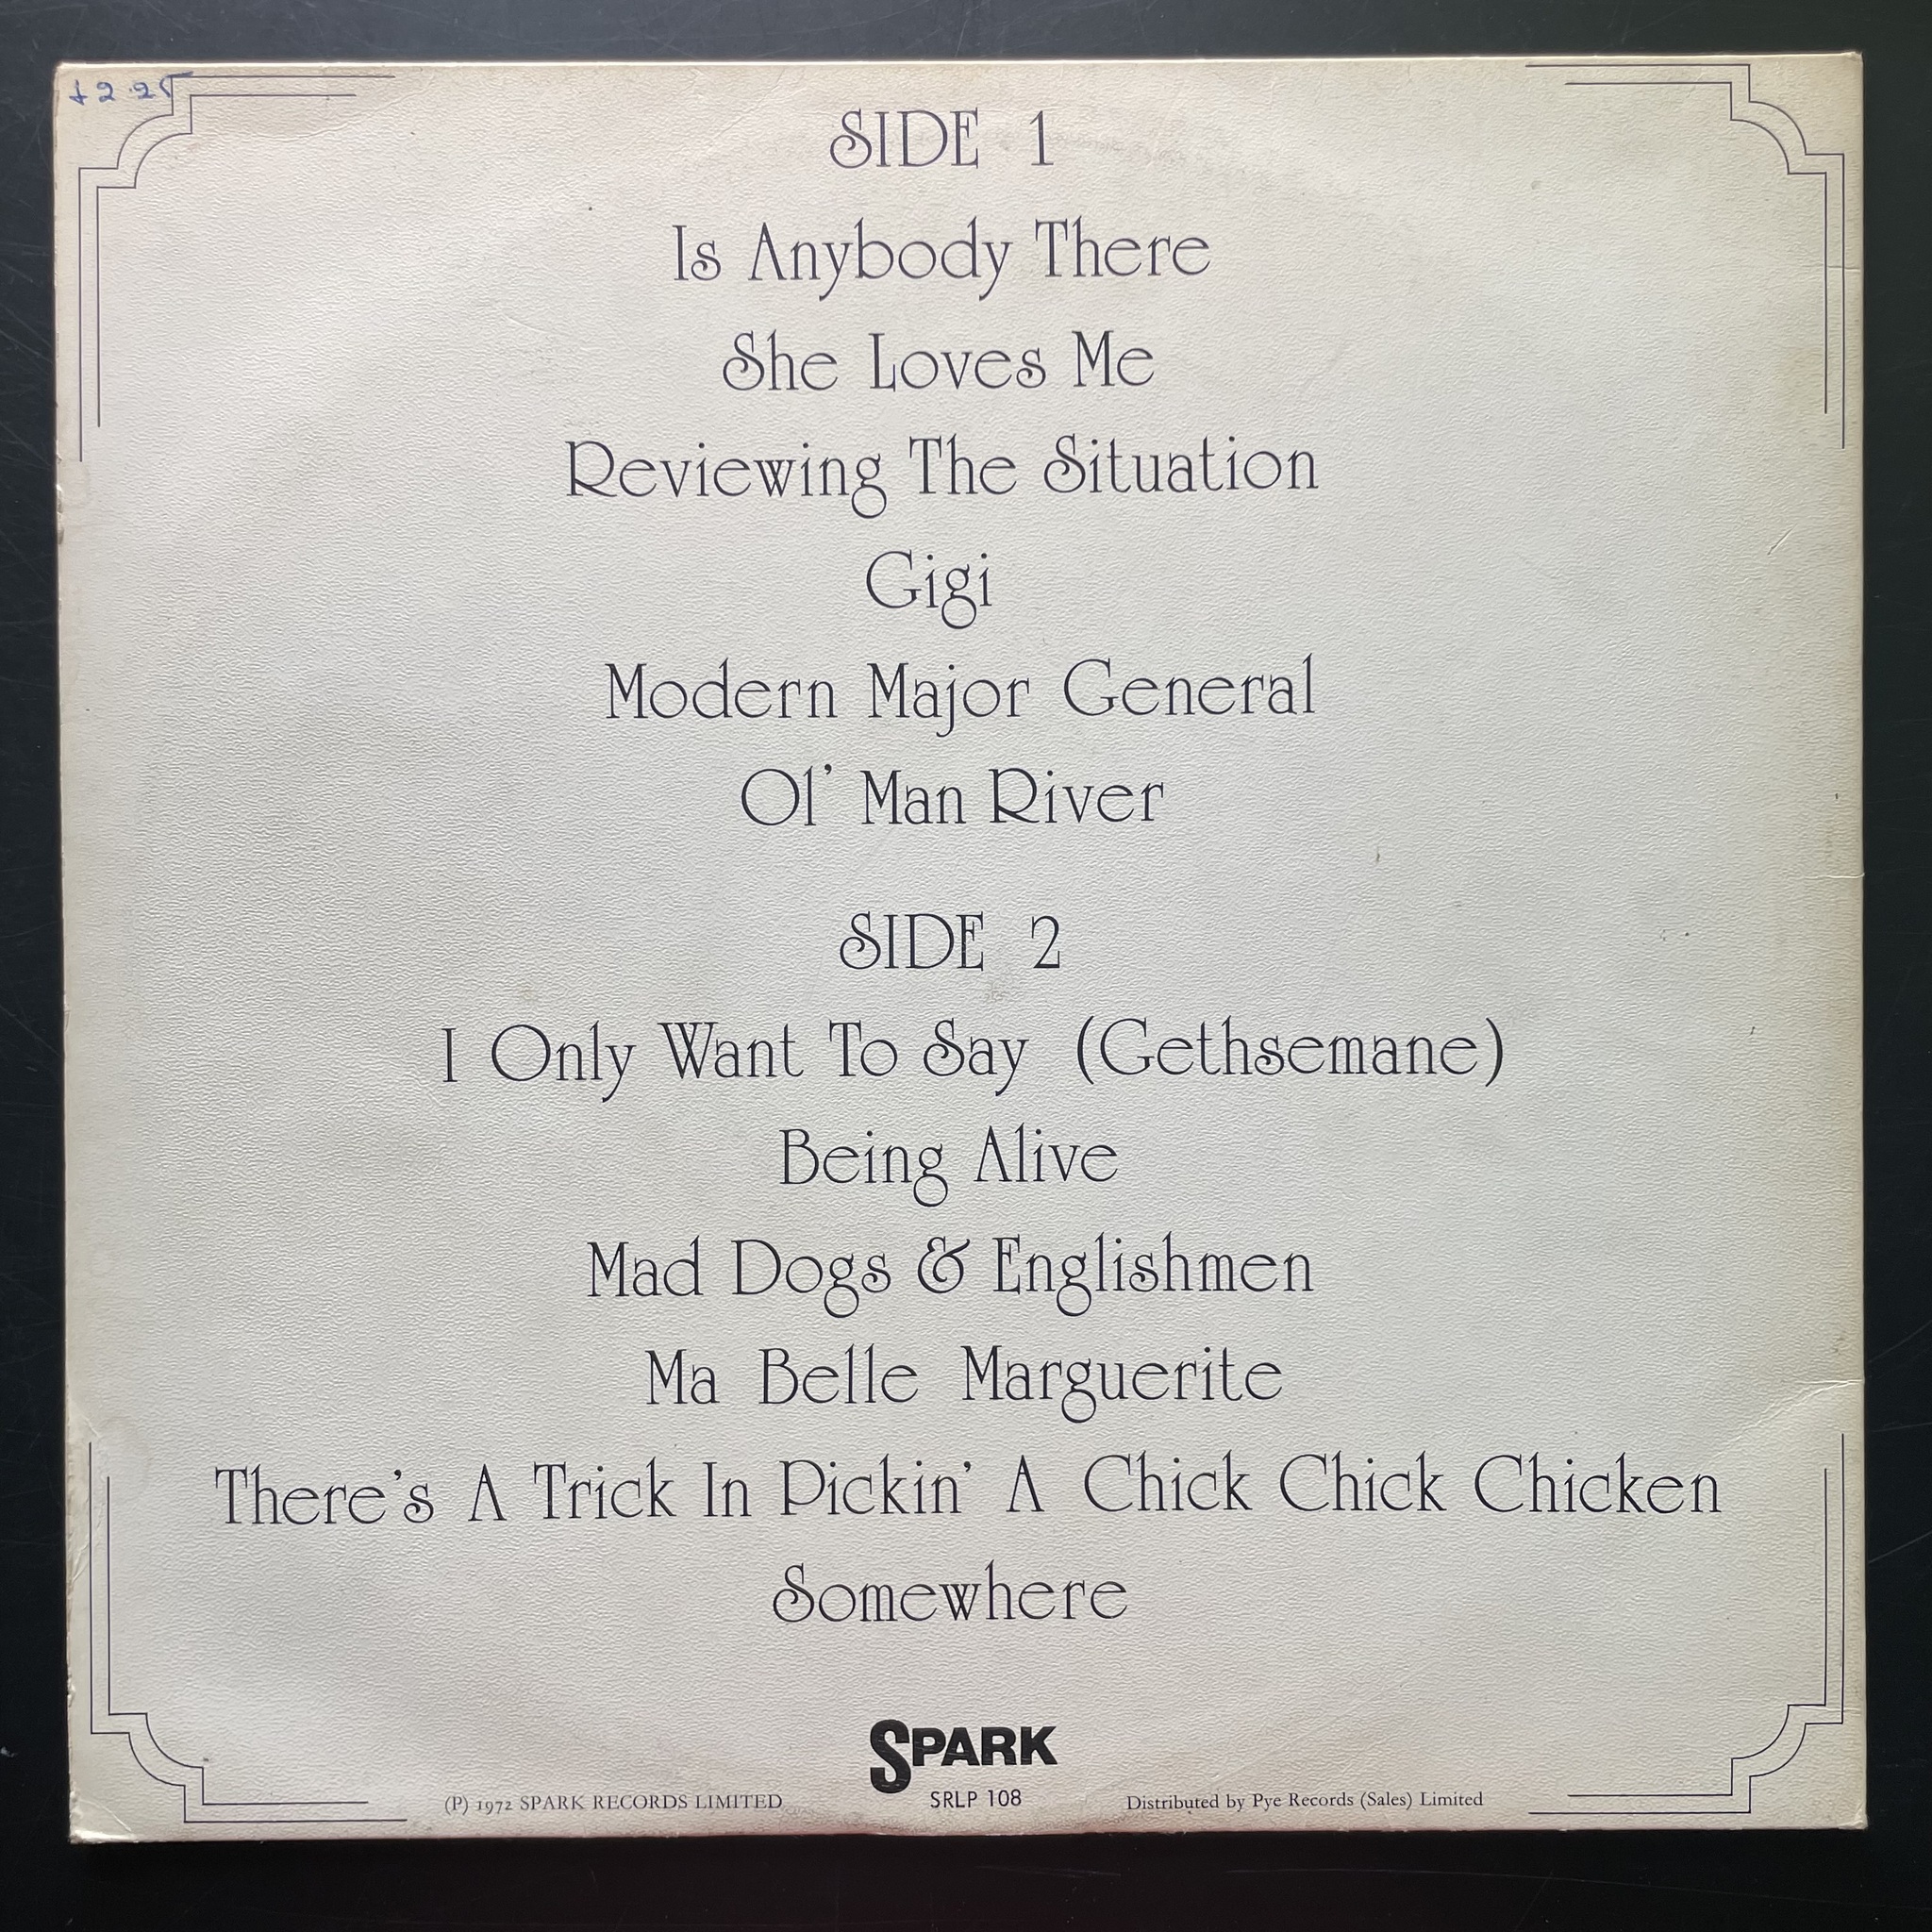 £2.25
SIDE 1
Is Anybody There
She Loves Me
Reviewing The Situation
Gigi
Modern Major General
Ol' Man River
SIDE 2
I Only Want To Say (Gethsemane)
Being Alive
Mad Dogs & Englishmen
Ma Belle Marguerite
There's A Trick In Pickin' A Chick Chick Chicken
Somewhere
SPARK
(P) 1972 SPARK RECORDS LIMITED
SRLP 108
Distributed by Pye Records (Sales) Limited